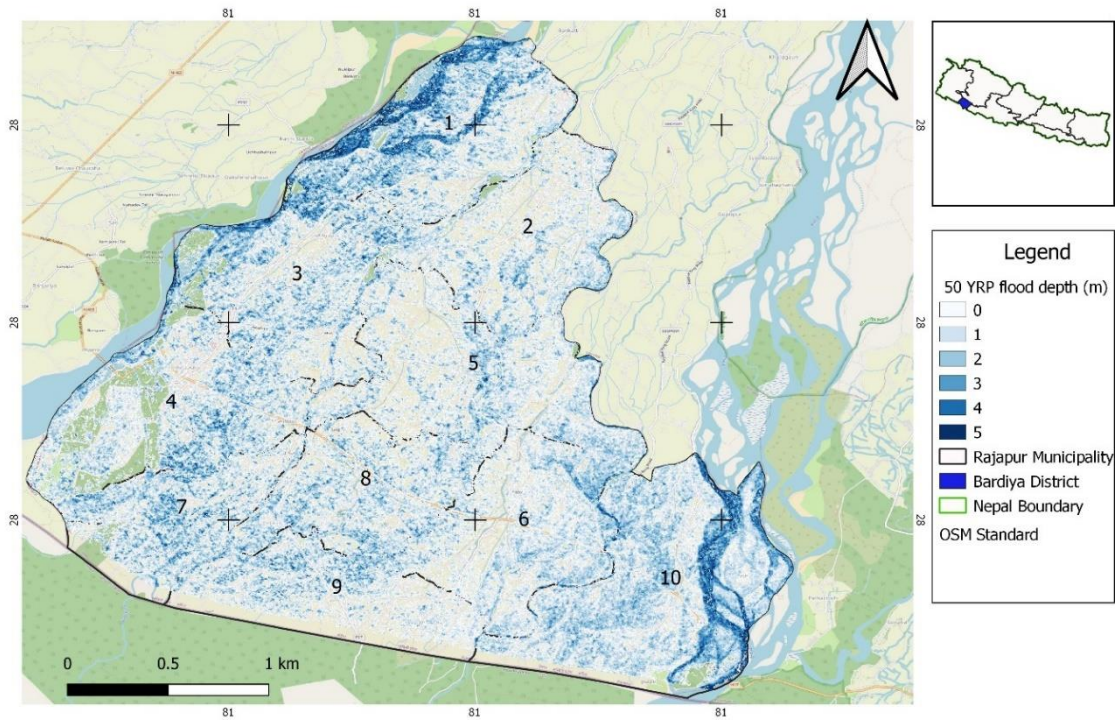 81 81 81
28
28
28
28
28
28
1
2
3
4
5
6
7
8
9
10
0 0.5 1 km
81 81 81
Legend
50 YRP flood depth (m)
0
1
2
3
4
5
Rajapur Municipality
Bardiya District
Nepal Boundary
OSM Standard